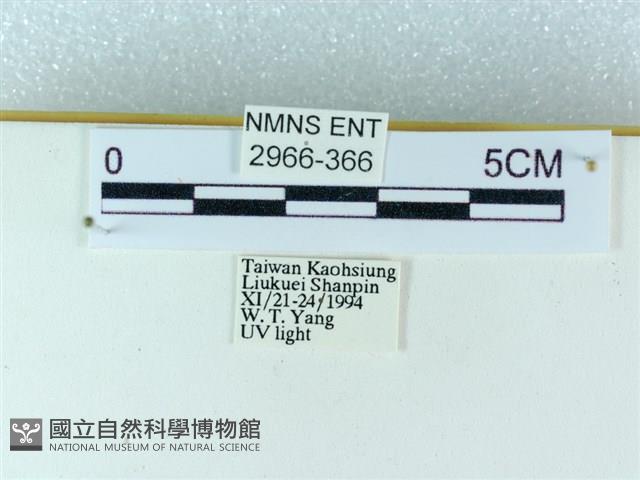 NMNS ENT
2966-366
0 5CM
Taiwan Kaohsiung
Liukuei Shanpin
XI/21-24/1994
W. T. Yang
UV light
國立自然科學博物館
NATIONAL MUSEUM OF NATURAL SCIENCE